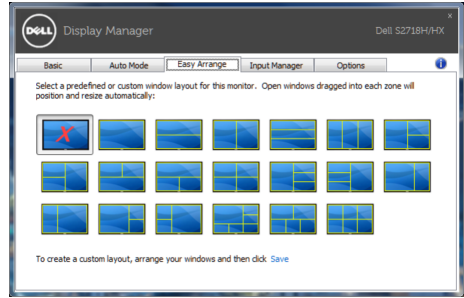 DELL Display Manager
Dell S2718H/HX
Basic Auto Mode Easy Arrange Input Manager Options
Select a predefined or custom window layout for this monitor. Open windows dragged into each zone will
position and resize automatically:
To create a custom layout, arrange your windows and then click Save